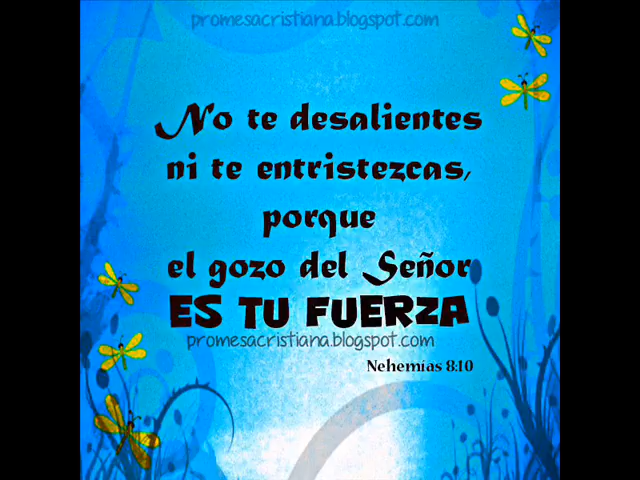 promesacristiana.blogspot.com
No te desalientes
ni te entristezcas,
porque
el gozo del Señor
ES TU FUERZA
promesacristiana.blogspot.com
Nehemías 8:10